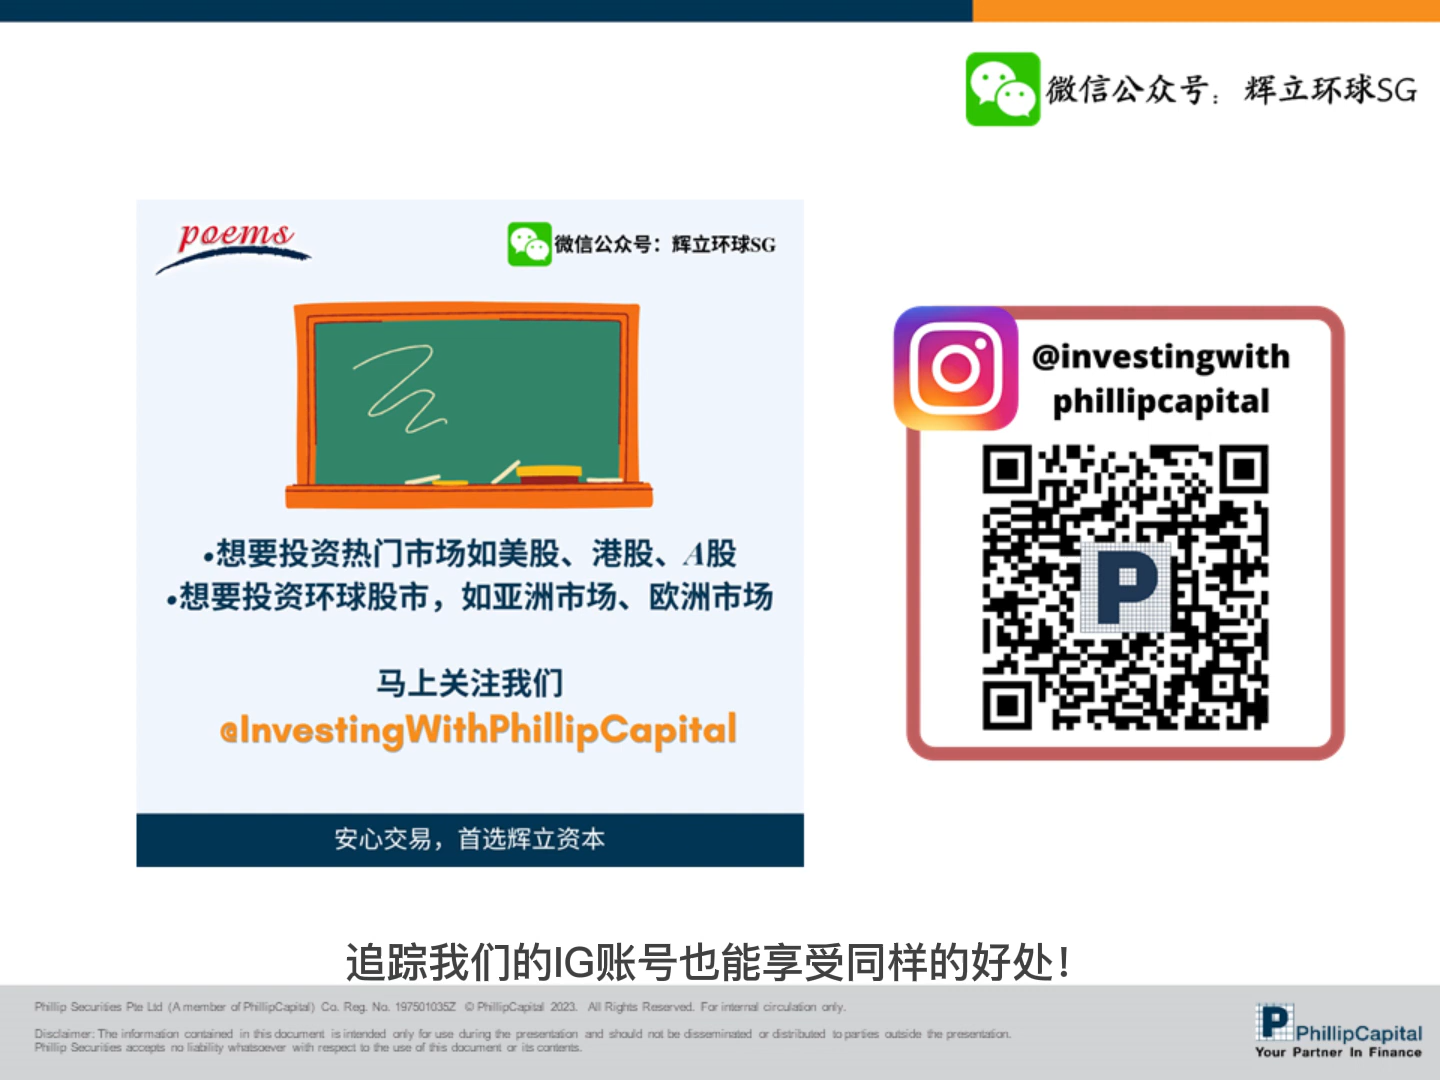 微信公众号：辉立环球SG
poems
微信公众号：辉立环球SG
•想要投资热门市场如美股、港股、A股
•想要投资环球股市，如亚洲市场、欧洲市场
马上关注我们
@InvestingWithPhillipCapital
安心交易，首选辉立资本
@investingwith
phillipcapital
P
追踪我们的IG账号也能享受同样的好处！
Phillip Securities Pte Ltd (A member of PhillipCapital) Co. Reg. No. 197501035Z © PhillipCapital 2023. All Rights Reserved. For internal circulation only.
Disclaimer: The information contained in this document is intended only for use during the presentation and should not be disseminated or distributed to parties outside the presentation.
Phillip Securities accepts no liability whatsoever with respect to the use of this document or its contents.
P PhillipCapital
Your Partner In Finance